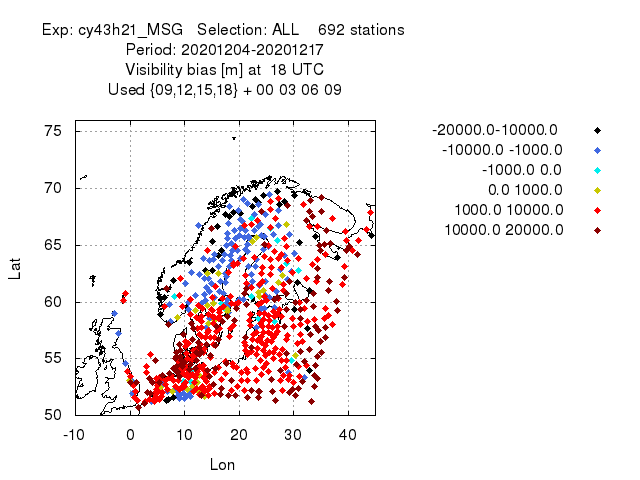 Exp: cy43h21_MSG   Selection: ALL    692 stations
Period: 20201204-20201217
Visibility bias [m] at  18 UTC
Used {09,12,15,18} + 00 03 06 09
-20000.0-10000.0
-10000.0 -1000.0
-1000.0 0.0
0.0 1000.0
1000.0 10000.0
10000.0 20000.0
75
70
65
60
55
50
Lat
-10 0 10 20 30 40
Lon